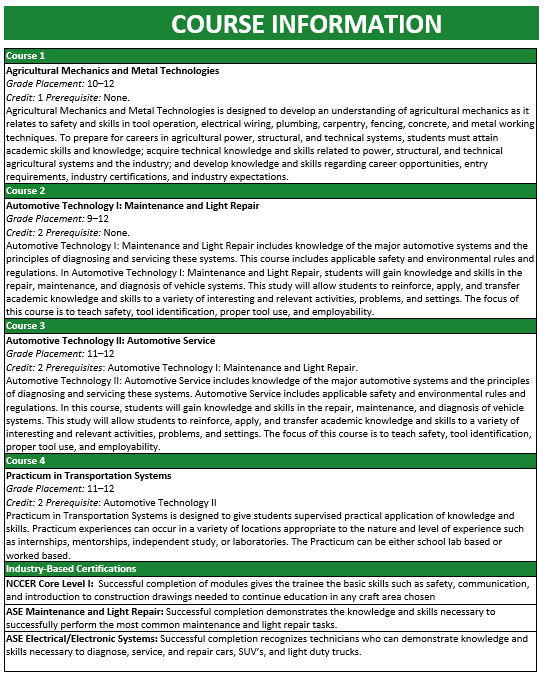 COURSE INFORMATION
Course 1
Agricultural Mechanics and Metal Technologies
Grade Placement: 10–12
Credit: 1 Prerequisite: None.
Agricultural Mechanics and Metal Technologies is designed to develop an understanding of agricultural mechanics as it
relates to safety and skills in tool operation, electrical wiring, plumbing, carpentry, fencing, concrete, and metal working
techniques. To prepare for careers in agricultural power, structural, and technical systems, students must attain
academic skills and knowledge; acquire technical knowledge and skills related to power, structural, and technical
agricultural systems and the industry; and develop knowledge and skills regarding career opportunities, entry
requirements, industry certifications, and industry expectations.
Course 2
Automotive Technology I: Maintenance and Light Repair
Grade Placement: 9–12
Credit: 2 Prerequisite: None.
Automotive Technology I: Maintenance and Light Repair includes knowledge of the major automotive systems and the
principles of diagnosing and servicing these systems. This course includes applicable safety and environmental rules and
regulations. In Automotive Technology I: Maintenance and Light Repair, students will gain knowledge and skills in the
repair, maintenance, and diagnosis of vehicle systems. This study will allow students to reinforce, apply, and transfer
academic knowledge and skills to a variety of interesting and relevant activities, problems, and settings. The focus of
this course is to teach safety, tool identification, proper tool use, and employability.
Course 3
Automotive Technology II: Automotive Service
Grade Placement: 11–12
Credit: 2 Prerequisites: Automotive Technology I: Maintenance and Light Repair.
Automotive Technology II: Automotive Service includes knowledge of the major automotive systems and the principles
of diagnosing and servicing these systems. Automotive Service includes applicable safety and environmental rules and
regulations. In this course, students will gain knowledge and skills in the repair, maintenance, and diagnosis of vehicle
systems. This study will allow students to reinforce, apply, and transfer academic knowledge and skills to a variety of
interesting and relevant activities, problems, and settings. The focus of this course is to teach safety, tool identification,
proper tool use, and employability.
Course 4
Practicum in Transportation Systems
Grade Placement: 11–12
Credit: 2 Prerequisite: Automotive Technology II
Practicum in Transportation Systems is designed to give students supervised practical application of knowledge and
skills. Practicum experiences can occur in a variety of locations appropriate to the nature and level of experience such
as internships, mentorships, independent study, or laboratories. The Practicum can be either school lab based or
worked based.
Industry-Based Certifications
NCCER Core Level I: Successful completion of modules gives the trainee the basic skills such as safety, communication,
and introduction to construction drawings needed to continue education in any craft area chosen
ASE Maintenance and Light Repair: Successful completion demonstrates the knowledge and skills necessary to
successfully perform the most common maintenance and light repair tasks.
ASE Electrical/Electronic Systems: Successful completion recognizes technicians who can demonstrate knowledge and
skills necessary to diagnose, service, and repair cars, SUV's, and light duty trucks.